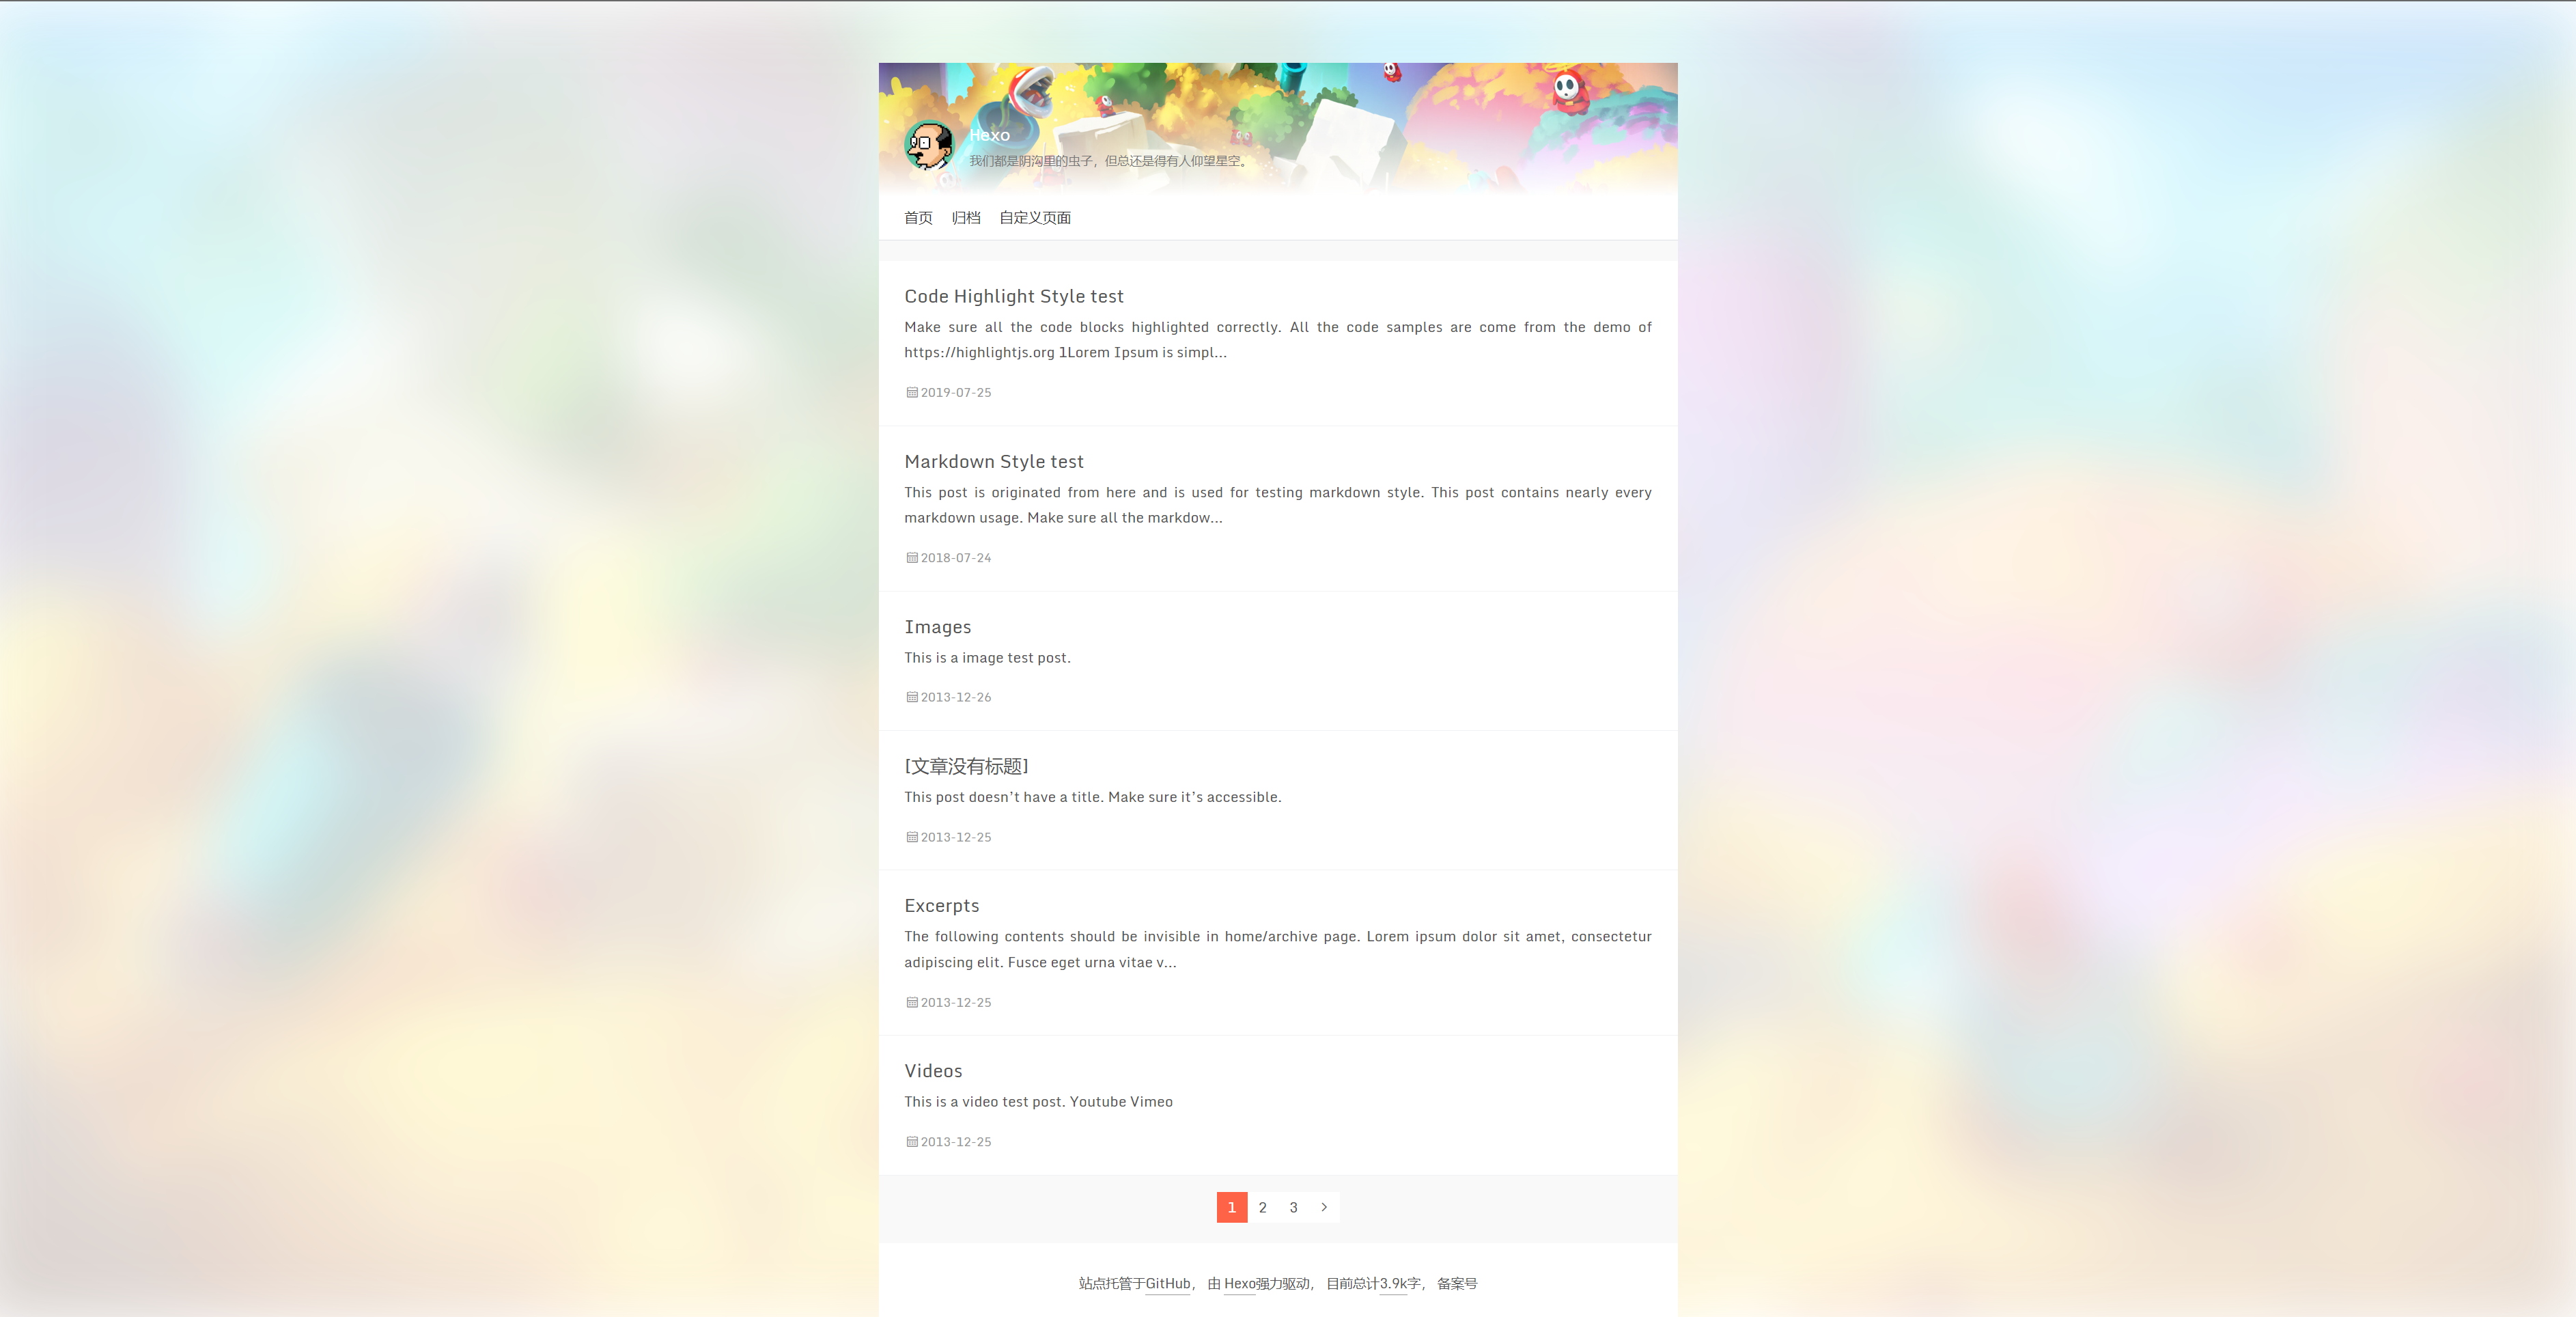 Hexo
我们都是阴沟里的虫子，但总还是得有人仰望星空。
首页 归档 自定义页面
Code Highlight Style test
Make sure all the code blocks highlighted correctly. All the code samples are come from the demo of
https://highlightjs.org 1Lorem Ipsum is simpl...
2019-07-25
Markdown Style test
This post is originated from here and is used for testing markdown style. This post contains nearly every
markdown usage. Make sure all the markdow...
2018-07-24
Images
This is a image test post.
2013-12-26
[文章没有标题]
This post doesn’t have a title. Make sure it’s accessible.
2013-12-25
Excerpts
The following contents should be invisible in home/archive page. Lorem ipsum dolor sit amet, consectetur
adipiscing elit. Fusce eget urna vitae v...
2013-12-25
Videos
This is a video test post. Youtube Vimeo
2013-12-25
1 2 3 >
站点托管于GitHub， 由 Hexo强力驱动， 目前总计3.9k字， 备案号